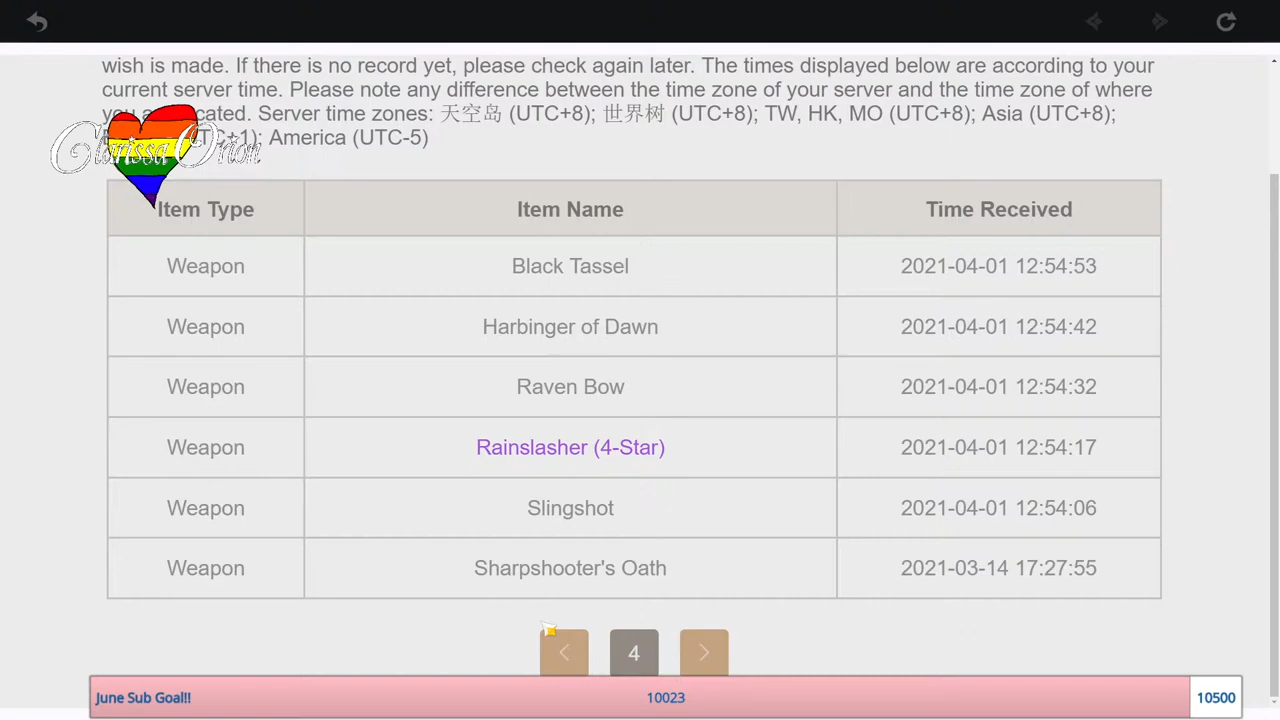 wish is made. If there is no record yet, please check again later. The times displayed below are according to your
current server time. Please note any difference between the time zone of your server and the time zone of where
you are located. Server time zones: 天空岛 (UTC+8); 世界树 (UTC+8); TW, HK, MO (UTC+8); Asia (UTC+8);
America (UTC-5)
Clarissa Orion
Item Type Item Name Time Received
Weapon Black Tassel 2021-04-01 12:54:53
Weapon Harbinger of Dawn 2021-04-01 12:54:42
Weapon Raven Bow 2021-04-01 12:54:32
Weapon Rainslasher (4-Star) 2021-04-01 12:54:17
Weapon Slingshot 2021-04-01 12:54:06
Weapon Sharpshooter's Oath 2021-03-14 17:27:55
< 4 >
June Sub Goal!! 10023 10500